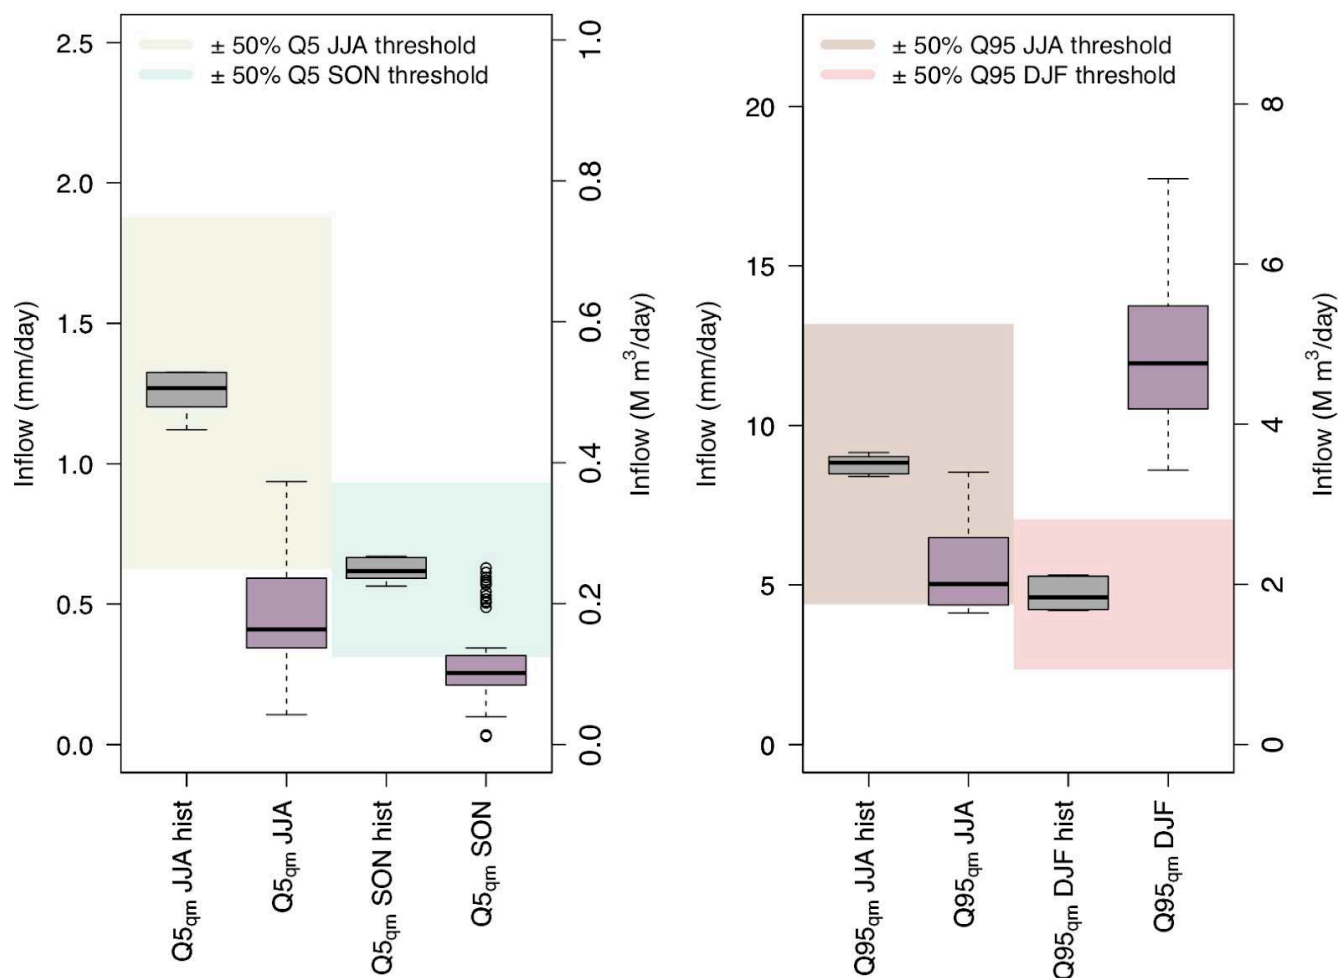 ± 50% Q5 JJA threshold
± 50% Q5 SON threshold
Inflow (mm/day)
2.5
2.0
1.5
1.0
0.5
0.0
1.0
0.8
0.6
0.4
0.2
0.0
Inflow (M m³/day)
Q5qm JJA hist
Q5qm JJA
Q5qm SON hist
Q5qm SON
± 50% Q95 JJA threshold
± 50% Q95 DJF threshold
Inflow (mm/day)
20
15
10
5
0
8
6
4
2
0
Inflow (M m³/day)
Q95qm JJA hist
Q95qm JJA
Q95qm DJF hist
Q95qm DJF